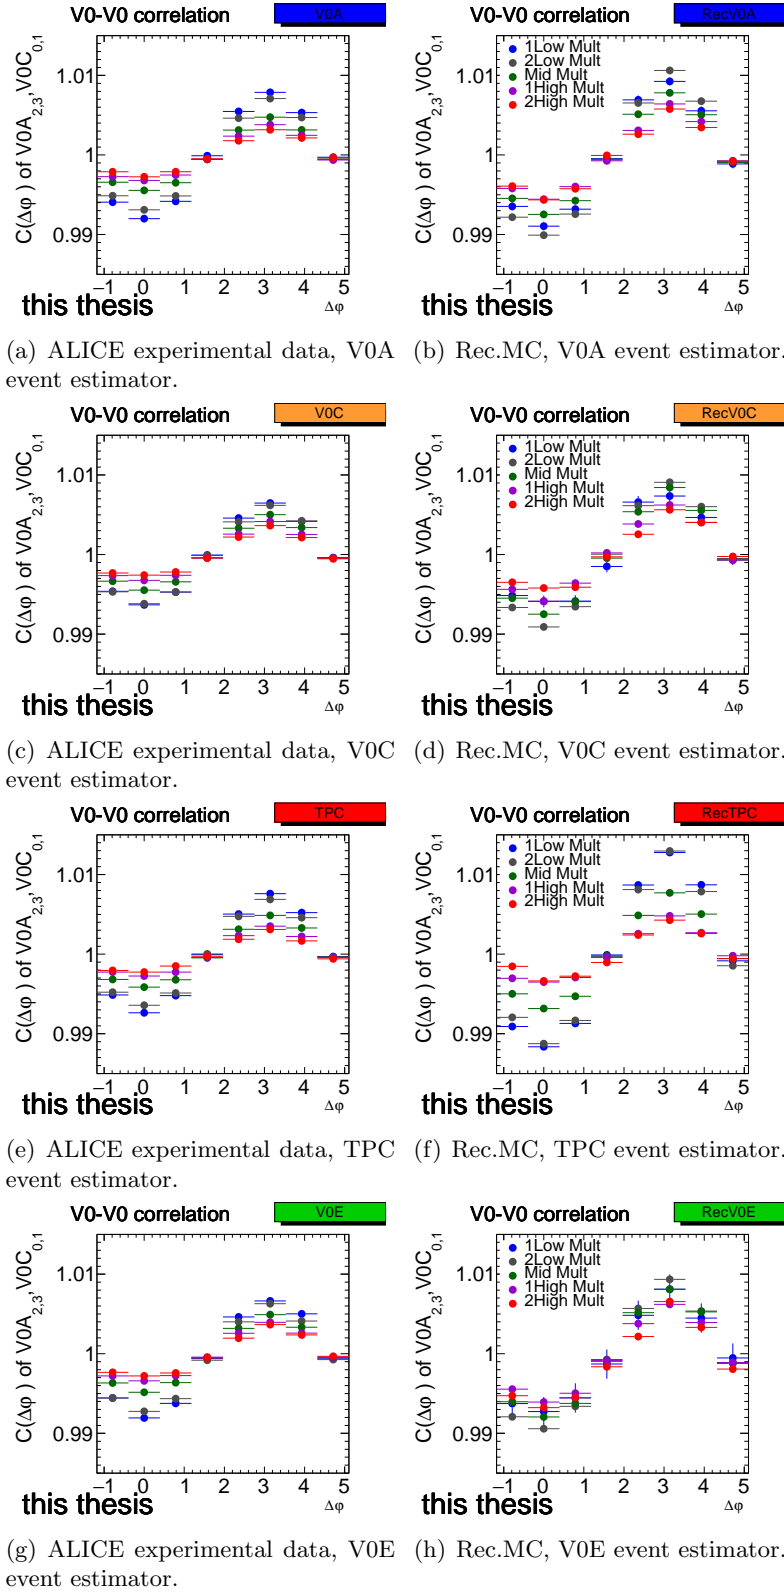 V0-V0 correlation
V0A
C(Δφ ) of V0A2,3,V0C0,1
1.01
1
0.99
−1 0 1 2 3 4 5
Δφ
this thesis
V0-V0 correlation
RecV0A
1Low Mult
2Low Mult
Mid Mult
1High Mult
2High Mult
C(Δφ ) of V0A2,3,V0C0,1
1.01
1
0.99
−1 0 1 2 3 4 5
Δφ
this thesis
(a) ALICE experimental data, V0A
event estimator.
(b) Rec.MC, V0A event estimator.
V0-V0 correlation
V0C
C(Δφ ) of V0A2,3,V0C0,1
1.01
1
0.99
−1 0 1 2 3 4 5
Δφ
this thesis
V0-V0 correlation
RecV0C
1Low Mult
2Low Mult
Mid Mult
1High Mult
2High Mult
C(Δφ ) of V0A2,3,V0C0,1
1.01
1
0.99
−1 0 1 2 3 4 5
Δφ
this thesis
(c) ALICE experimental data, V0C
event estimator.
(d) Rec.MC, V0C event estimator.
V0-V0 correlation
TPC
C(Δφ ) of V0A2,3,V0C0,1
1.01
1
0.99
−1 0 1 2 3 4 5
Δφ
this thesis
V0-V0 correlation
RecTPC
1Low Mult
2Low Mult
Mid Mult
1High Mult
2High Mult
C(Δφ ) of V0A2,3,V0C0,1
1.01
1
0.99
−1 0 1 2 3 4 5
Δφ
this thesis
(e) ALICE experimental data, TPC
event estimator.
(f) Rec.MC, TPC event estimator.
V0-V0 correlation
V0E
C(Δφ ) of V0A2,3,V0C0,1
1.01
1
0.99
−1 0 1 2 3 4 5
Δφ
this thesis
V0-V0 correlation
RecV0E
1Low Mult
2Low Mult
Mid Mult
1High Mult
2High Mult
C(Δφ ) of V0A2,3,V0C0,1
1.01
1
0.99
−1 0 1 2 3 4 5
Δφ
this thesis
(g) ALICE experimental data, V0E
event estimator.
(h) Rec.MC, V0E event estimator.